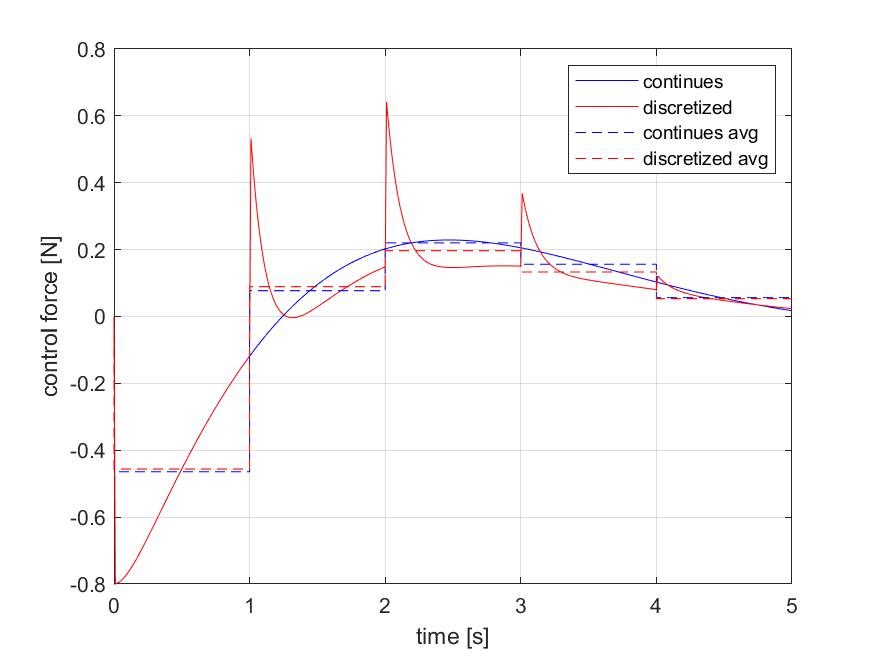 0.8
0.6
0.4
0.2
0
-0.2
-0.4
-0.6
-0.8
control force [N]
continues
discretized
continues avg
discretized avg
0 1 2 3 4 5
time [s]